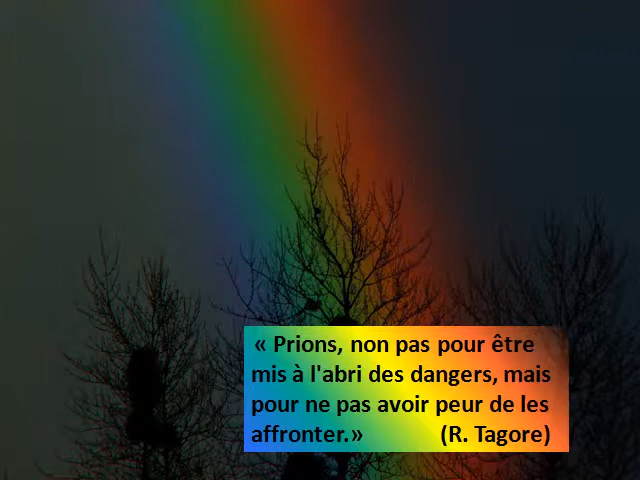 « Prions, non pas pour être
mis à l'abri des dangers, mais
pour ne pas avoir peur de les
affronter.» (R. Tagore)